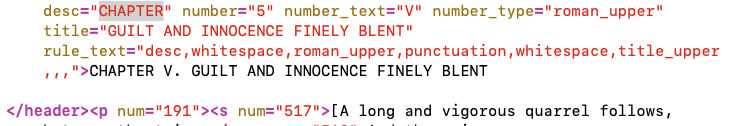 desc="CHAPTER" number="5" number_text="V" number_type="roman_upper"
title="GUILT AND INNOCENCE FINELY BLENT"
rule_text="desc,whitespace,roman_upper,punctuation,whitespace,title_upper
,,,">CHAPTER V. GUILT AND INNOCENCE FINELY BLENT
</header><p num="191"><s num="517">[A long and vigorous quarrel follows,